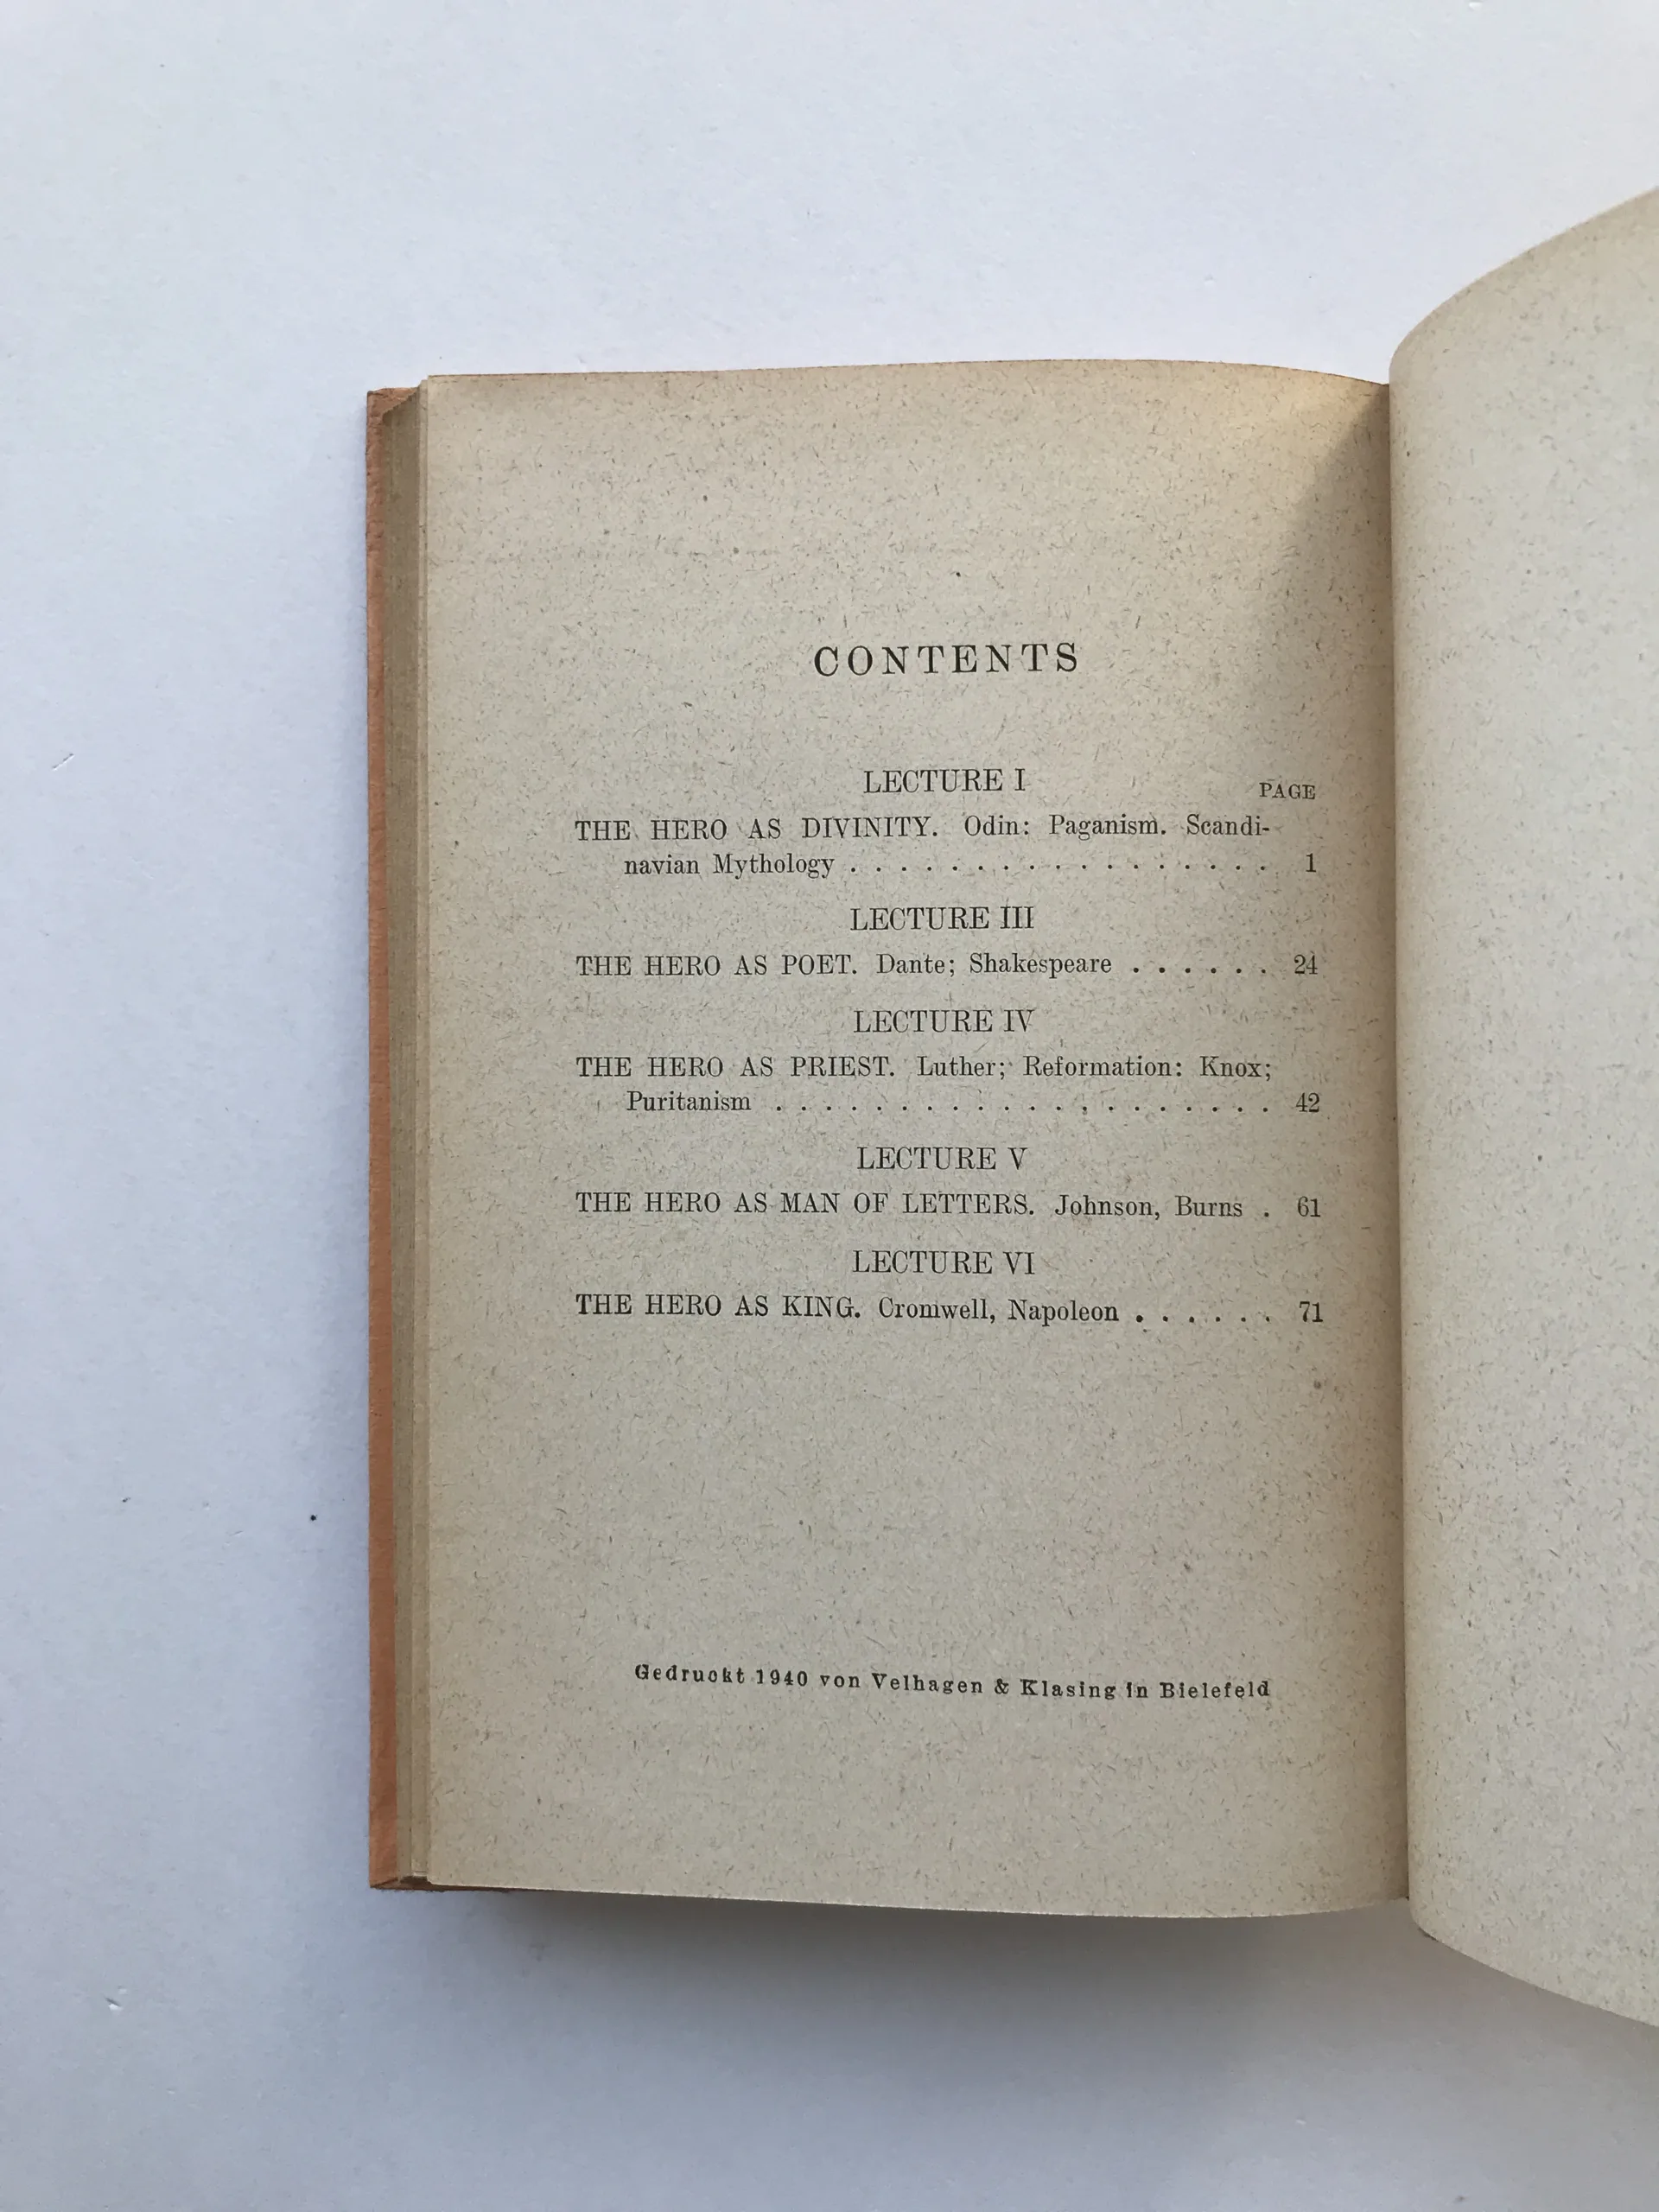 CONTENTS
LECTURE I
PAGE
THE HERO AS DIVINITY. Odin: Paganism. Scandi-
navian Mythology . . . . . . . . . . . . . . . . . 1
LECTURE III
THE HERO AS POET. Dante; Shakespeare . . . . . . 24
LECTURE IV
THE HERO AS PRIEST. Luther; Reformation: Knox;
Puritanism . . . . . . . . . . . . . . . . . . . . 42
LECTURE V
THE HERO AS MAN OF LETTERS. Johnson, Burns . 61
LECTURE VI
THE HERO AS KING. Cromwell, Napoleon . . . . . . 71
Gedruckt 1940 von Velhagen & Klasing in Bielefeld